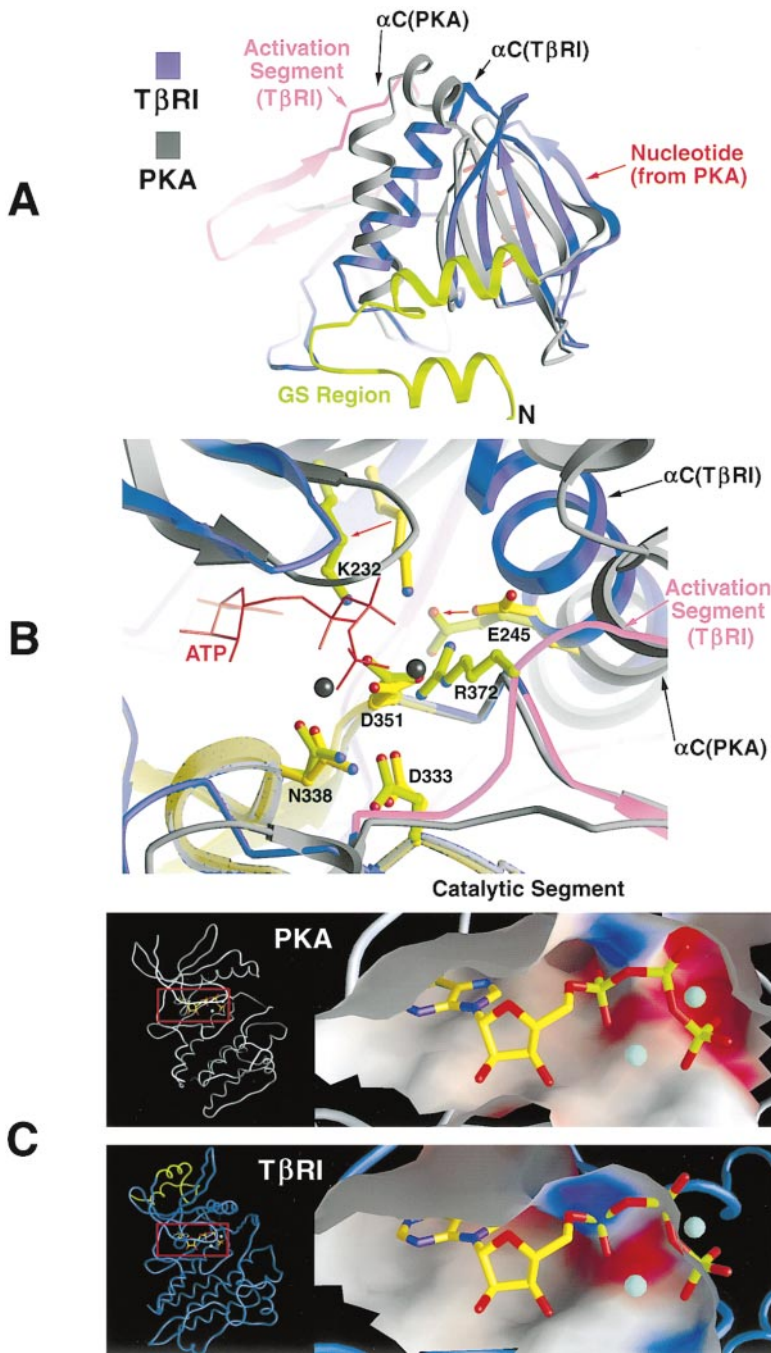 A
TβRI
PKA
αC(PKA)
αC(TβRI)
Activation
Segment
(TβRI)
Nucleotide
(from PKA)
GS Region
N
B
αC(TβRI)
K232
Activation
Segment
(TβRI)
ATP
E245
R372
D351
αC(PKA)
N338
D333
Catalytic Segment
C
PKA
TβRI